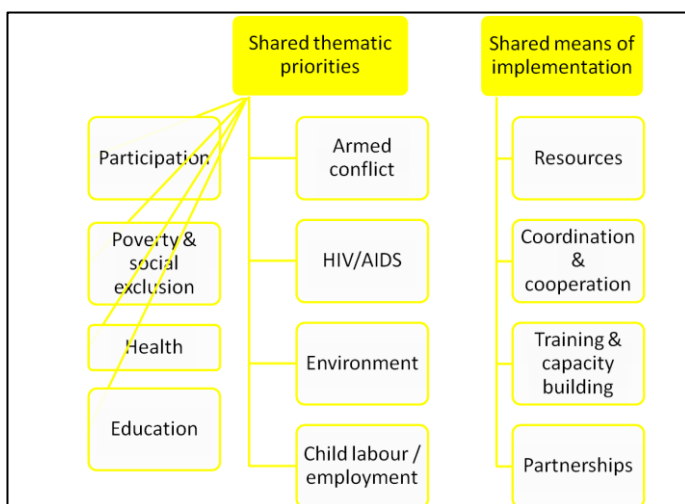 Shared thematic
priorities
Participation
Poverty &
social
exclusion
Health
Education
Armed
conflict
HIV/AIDS
Environment
Child labour /
employment
Shared means of
implementation
Resources
Coordination
&
cooperation
Training &
capacity
building
Partnerships